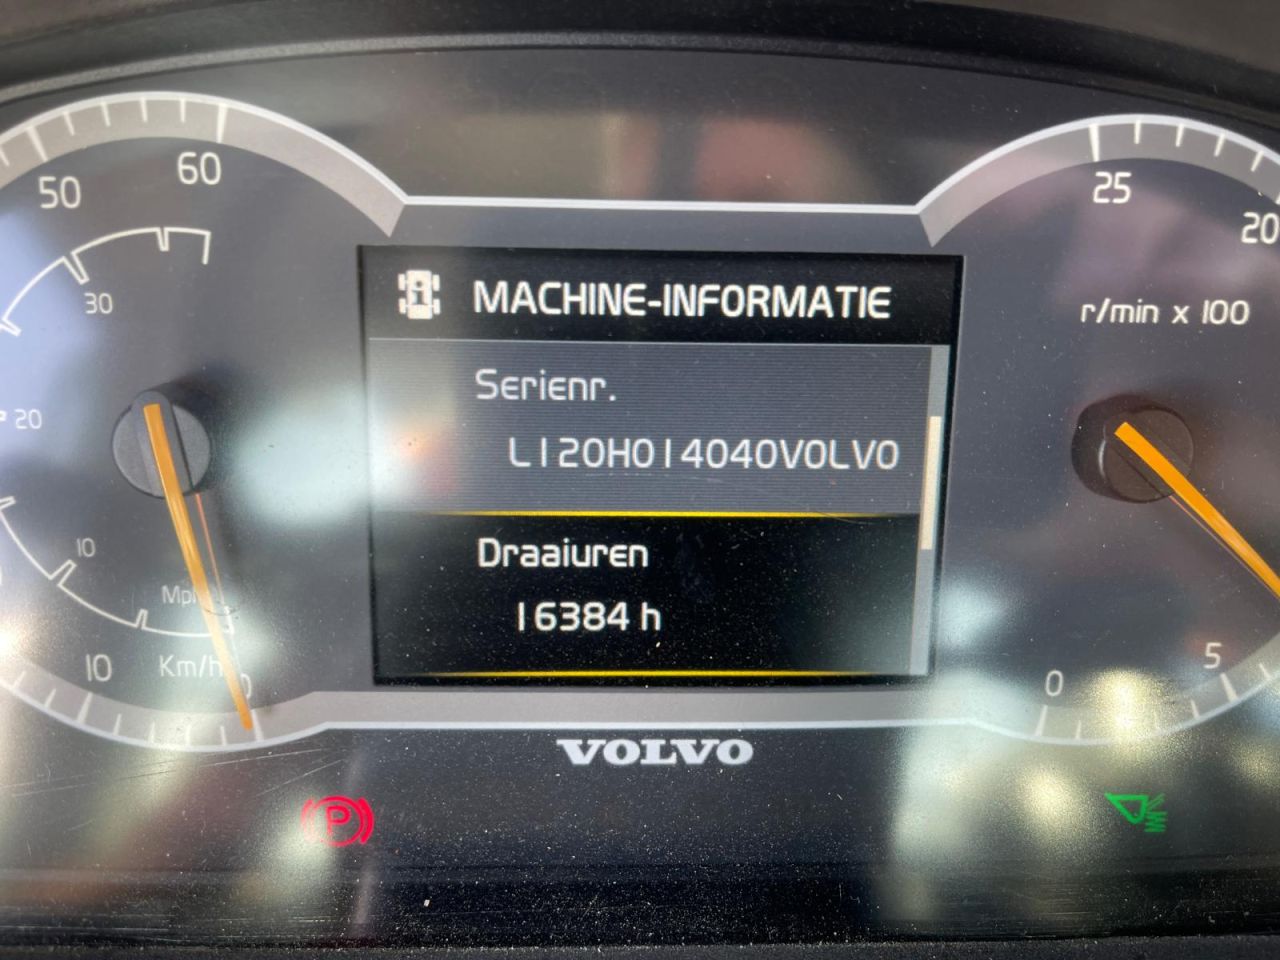 50
60
30
20
10
Mph
10
Km/h
0
MACHINE-INFORMATIE
Serienr.
L120H014040VOLVO
Draaiuren
16384 h
25
20
r/min x 100
5
0
VOLVO
P